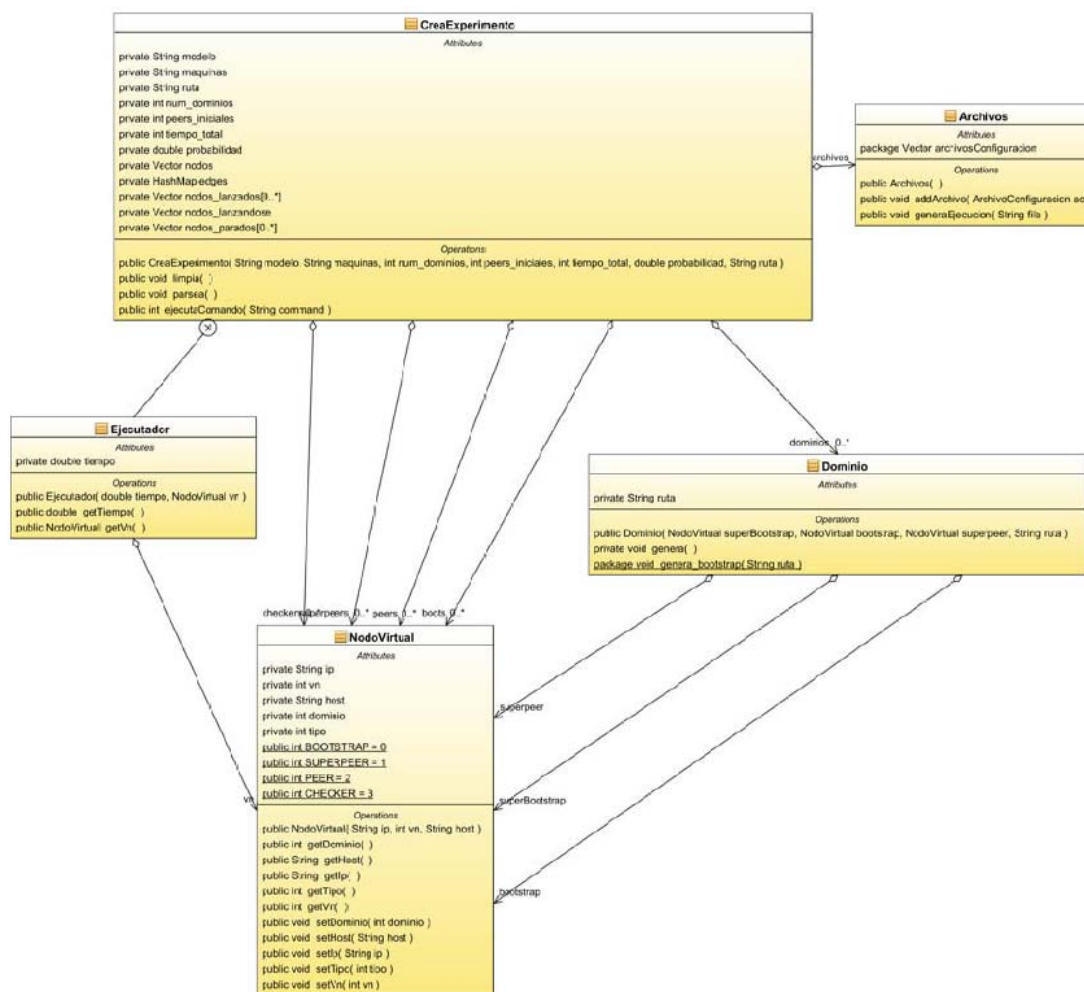 CreaExperimento
Attributes
private String modelo
private String maquinas
private String ruta
private int num_dominios
private int peers_iniciales
private int tiempo_total
private double probabilidad
private Vector nodos
private HashMap edges
private Vector nodos_lanzados[0..*]
private Vector nodos_lanzandose
private Vector nodos_parados[0..*]
Operations
public CreaExperimento( String modelo, String maquinas, int num_dominios, int peers_iniciales, int tiempo_total, double probabilidad, String ruta )
public void limpia( )
public void parsea( )
public int ejecutaComando( String command )
archivos
Archivos
Attributes
package Vector archivosConfiguracion
Operations
public Archivos( )
public void addArchivo( ArchivoConfiguracion
public void generaEjecucion( String fila )
Ejecutador
Attributes
private double tiempo
Operations
public Ejecutador( double tiempo, NodoVirtual vn )
public double getTiempo( )
public NodoVirtual getVn( )
dominios 0..*
Dominio
Attributes
private String ruta
Operations
public Dominio( NodoVirtual superBootstrap, NodoVirtual bootstrap, NodoVirtual superpeer, String ruta )
private void genera( )
package void genera_bootstrap( String ruta )
peers 0..* boots 0..*
NodoVirtual
Attributes
private String ip
private int vn
private String host
private int dominio
private int tipo
public int BOOTSTRAP = 0
public int SUPERPEER = 1
public int PEER = 2
public int CHECKER = 3
Operations
public NodoVirtual( String ip, int vn, String host )
public int getDominio( )
public String getHost( )
public String getIp( )
public int getTipo( )
public int getVn( )
public void setDominio( int dominio )
public void setHost( String host )
public void setIp( String ip )
public void setTipo( int tipo )
public void setVn( int vn )
vn
superpeer
superBootstrap
bootstrap